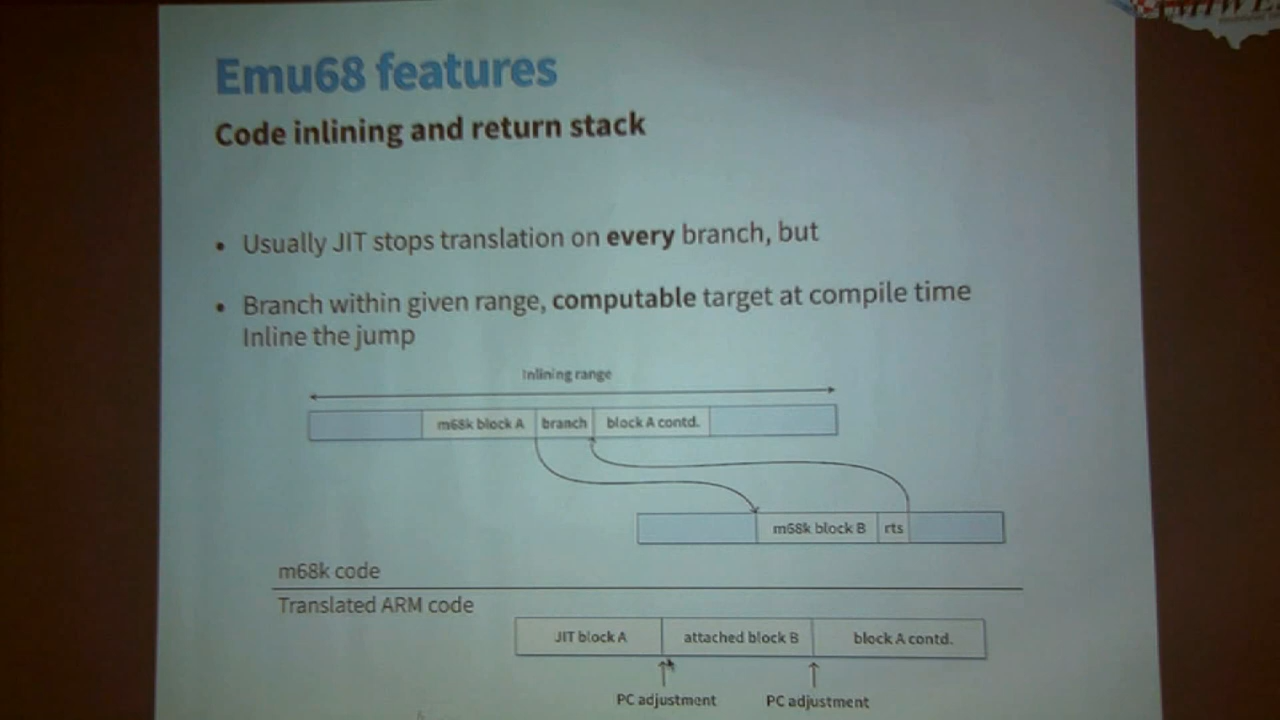 Emu68 features
Code inlining and return stack
• Usually JIT stops translation on every branch, but
• Branch within given range, computable target at compile time
Inline the jump
Inlining range
m68k block A branch block A contd.
m68k block B rts
m68k code
Translated ARM code
JIT block A attached block B block A contd.
PC adjustment PC adjustment